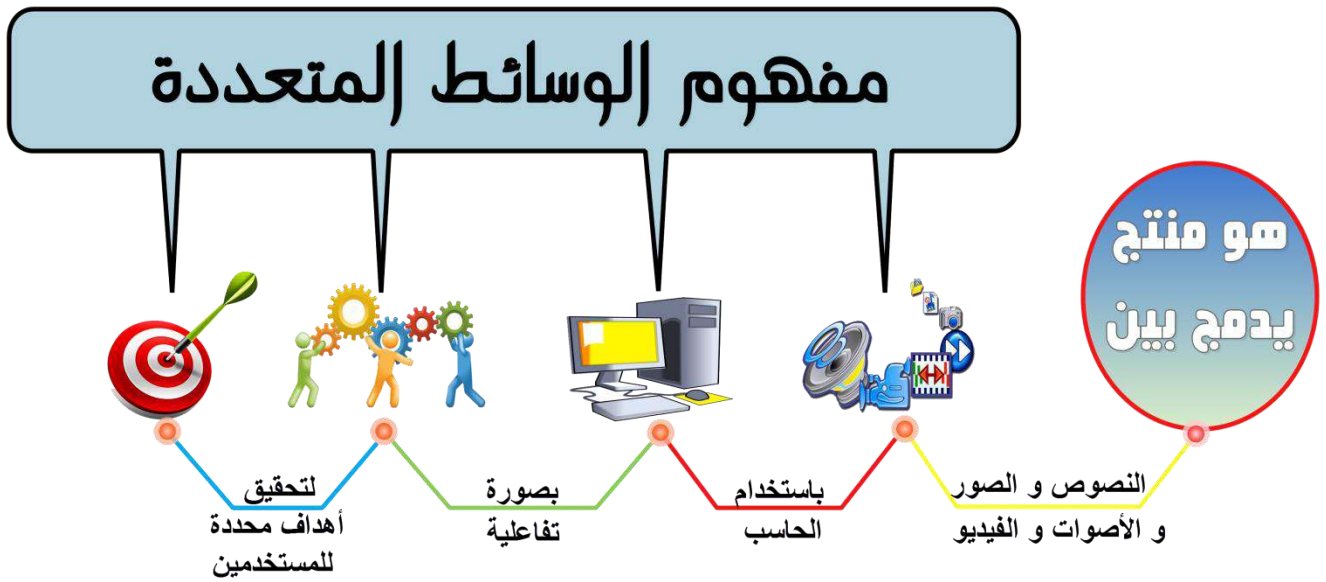 مفهوم الوسائط المتعددة
هو منتج
يدمج بين
النصوص و الصور
و الأصوات و الفيديو
باستخدام
الحاسب
بصورة
تفاعلية
لتحقيق
أهداف محددة
للمستخدمين